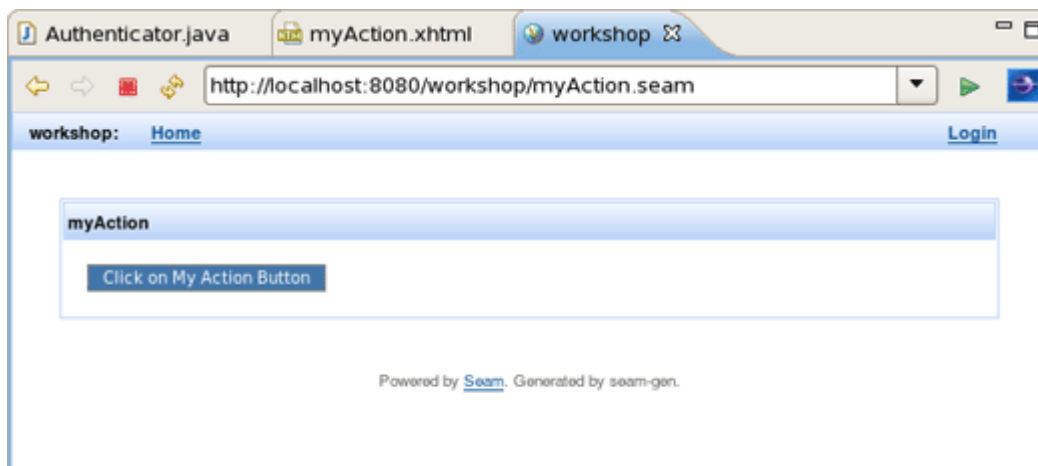 Authenticator.java myAction.xhtml workshop
http://localhost:8080/workshop/myAction.seam
workshop: Home Login
myAction
Click on My Action Button
Powered by Seam. Generated by seam-gen.